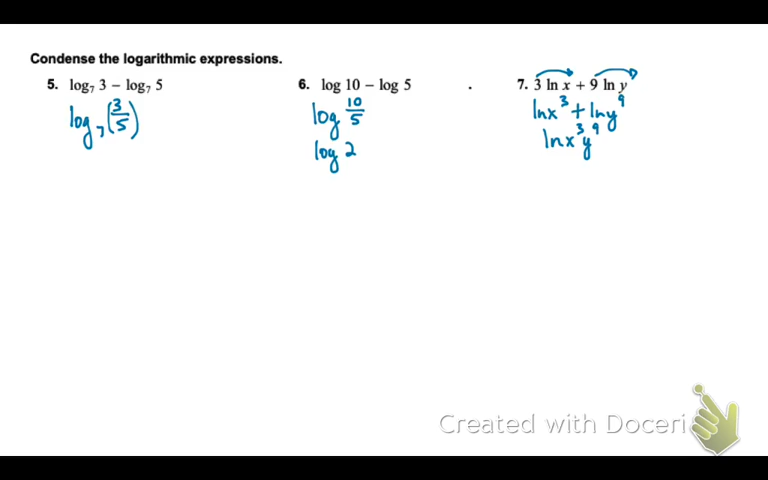 Condense the logarithmic expressions.
5. log₇ 3 − log₇ 5
log₇(3/5)
6. log 10 − log 5
log 10/5
log 2
7. 3 ln x + 9 ln y
lnx³ + lny⁹
lnx³y⁹
Created with Doceri